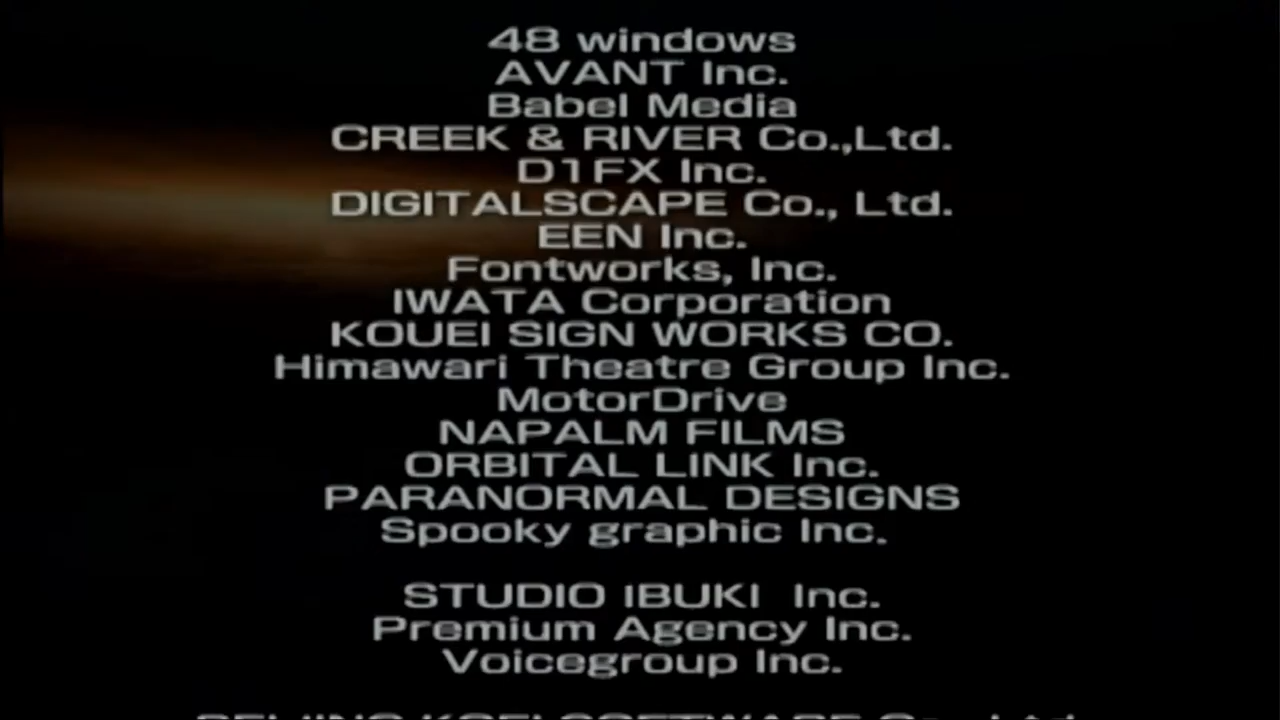 48 windows
AVANT Inc.
Babel Media
CREEK & RIVER Co.,Ltd.
D1FX Inc.
DIGITALSCAPE Co., Ltd.
EEN Inc.
Fontworks, Inc.
IWATA Corporation
KOUEI SIGN WORKS CO.
Himawari Theatre Group Inc.
MotorDrive
NAPALM FILMS
ORBITAL LINK Inc.
PARANORMAL DESIGNS
Spooky graphic Inc.
STUDIO IBUKI Inc.
Premium Agency Inc.
Voicegroup Inc.